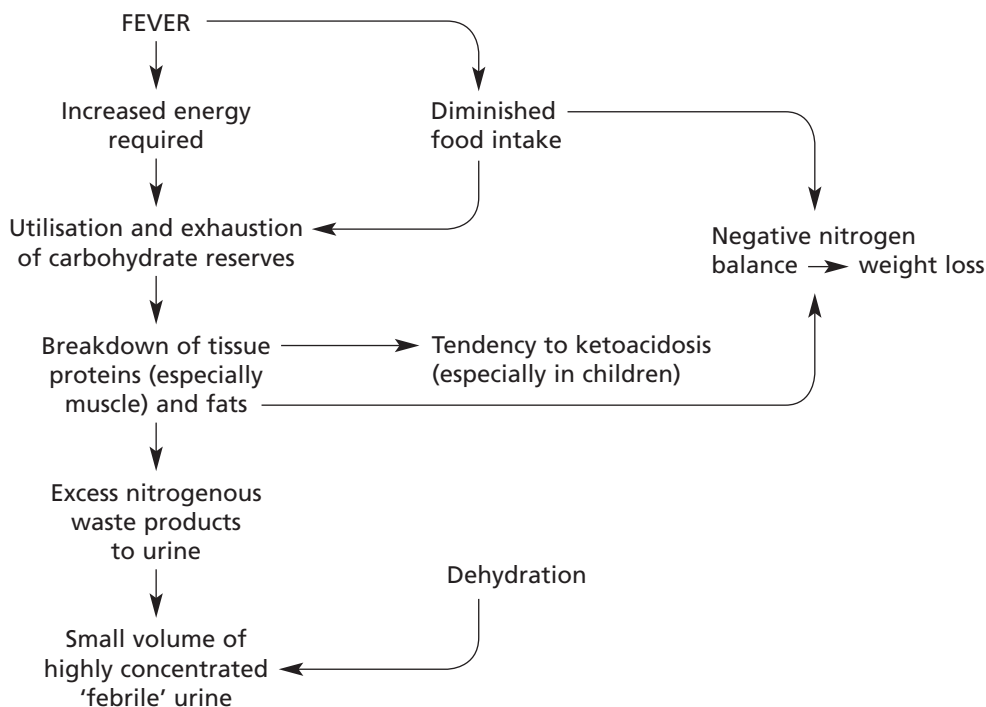 FEVER
Increased energy
required
Diminished
food intake
Utilisation and exhaustion
of carbohydrate reserves
Negative nitrogen
balance → weight loss
Breakdown of tissue
proteins (especially
muscle) and fats
Tendency to ketoacidosis
(especially in children)
Excess nitrogenous
waste products
to urine
Dehydration
Small volume of
highly concentrated
‘febrile’ urine